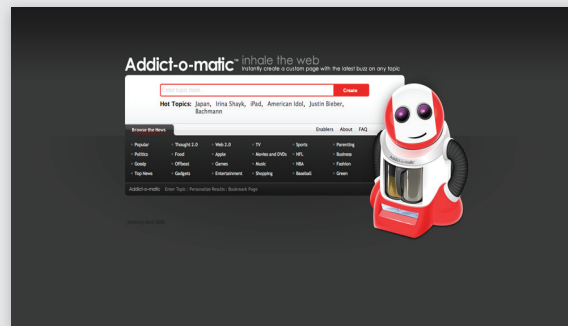 Addict-o-matic™ inhale the web
Instantly create a custom page with the latest buzz on any topic
Create
Hot Topics: Japan, Irina Shayk, iPad, American Idol, Justin Bieber,
Bachmann
Browse the News Enablers About FAQ
Popular Thought 2.0 Web 2.0 TV Sports Parenting
Politics Food Apple Movies and DVDs NFL Business
Gossip Offbeat Games Music NBA Fashion
Top News Gadgets Entertainment Shopping Baseball Green
Addict-o-matic Enter Topic | Personalize Results | Bookmark Page